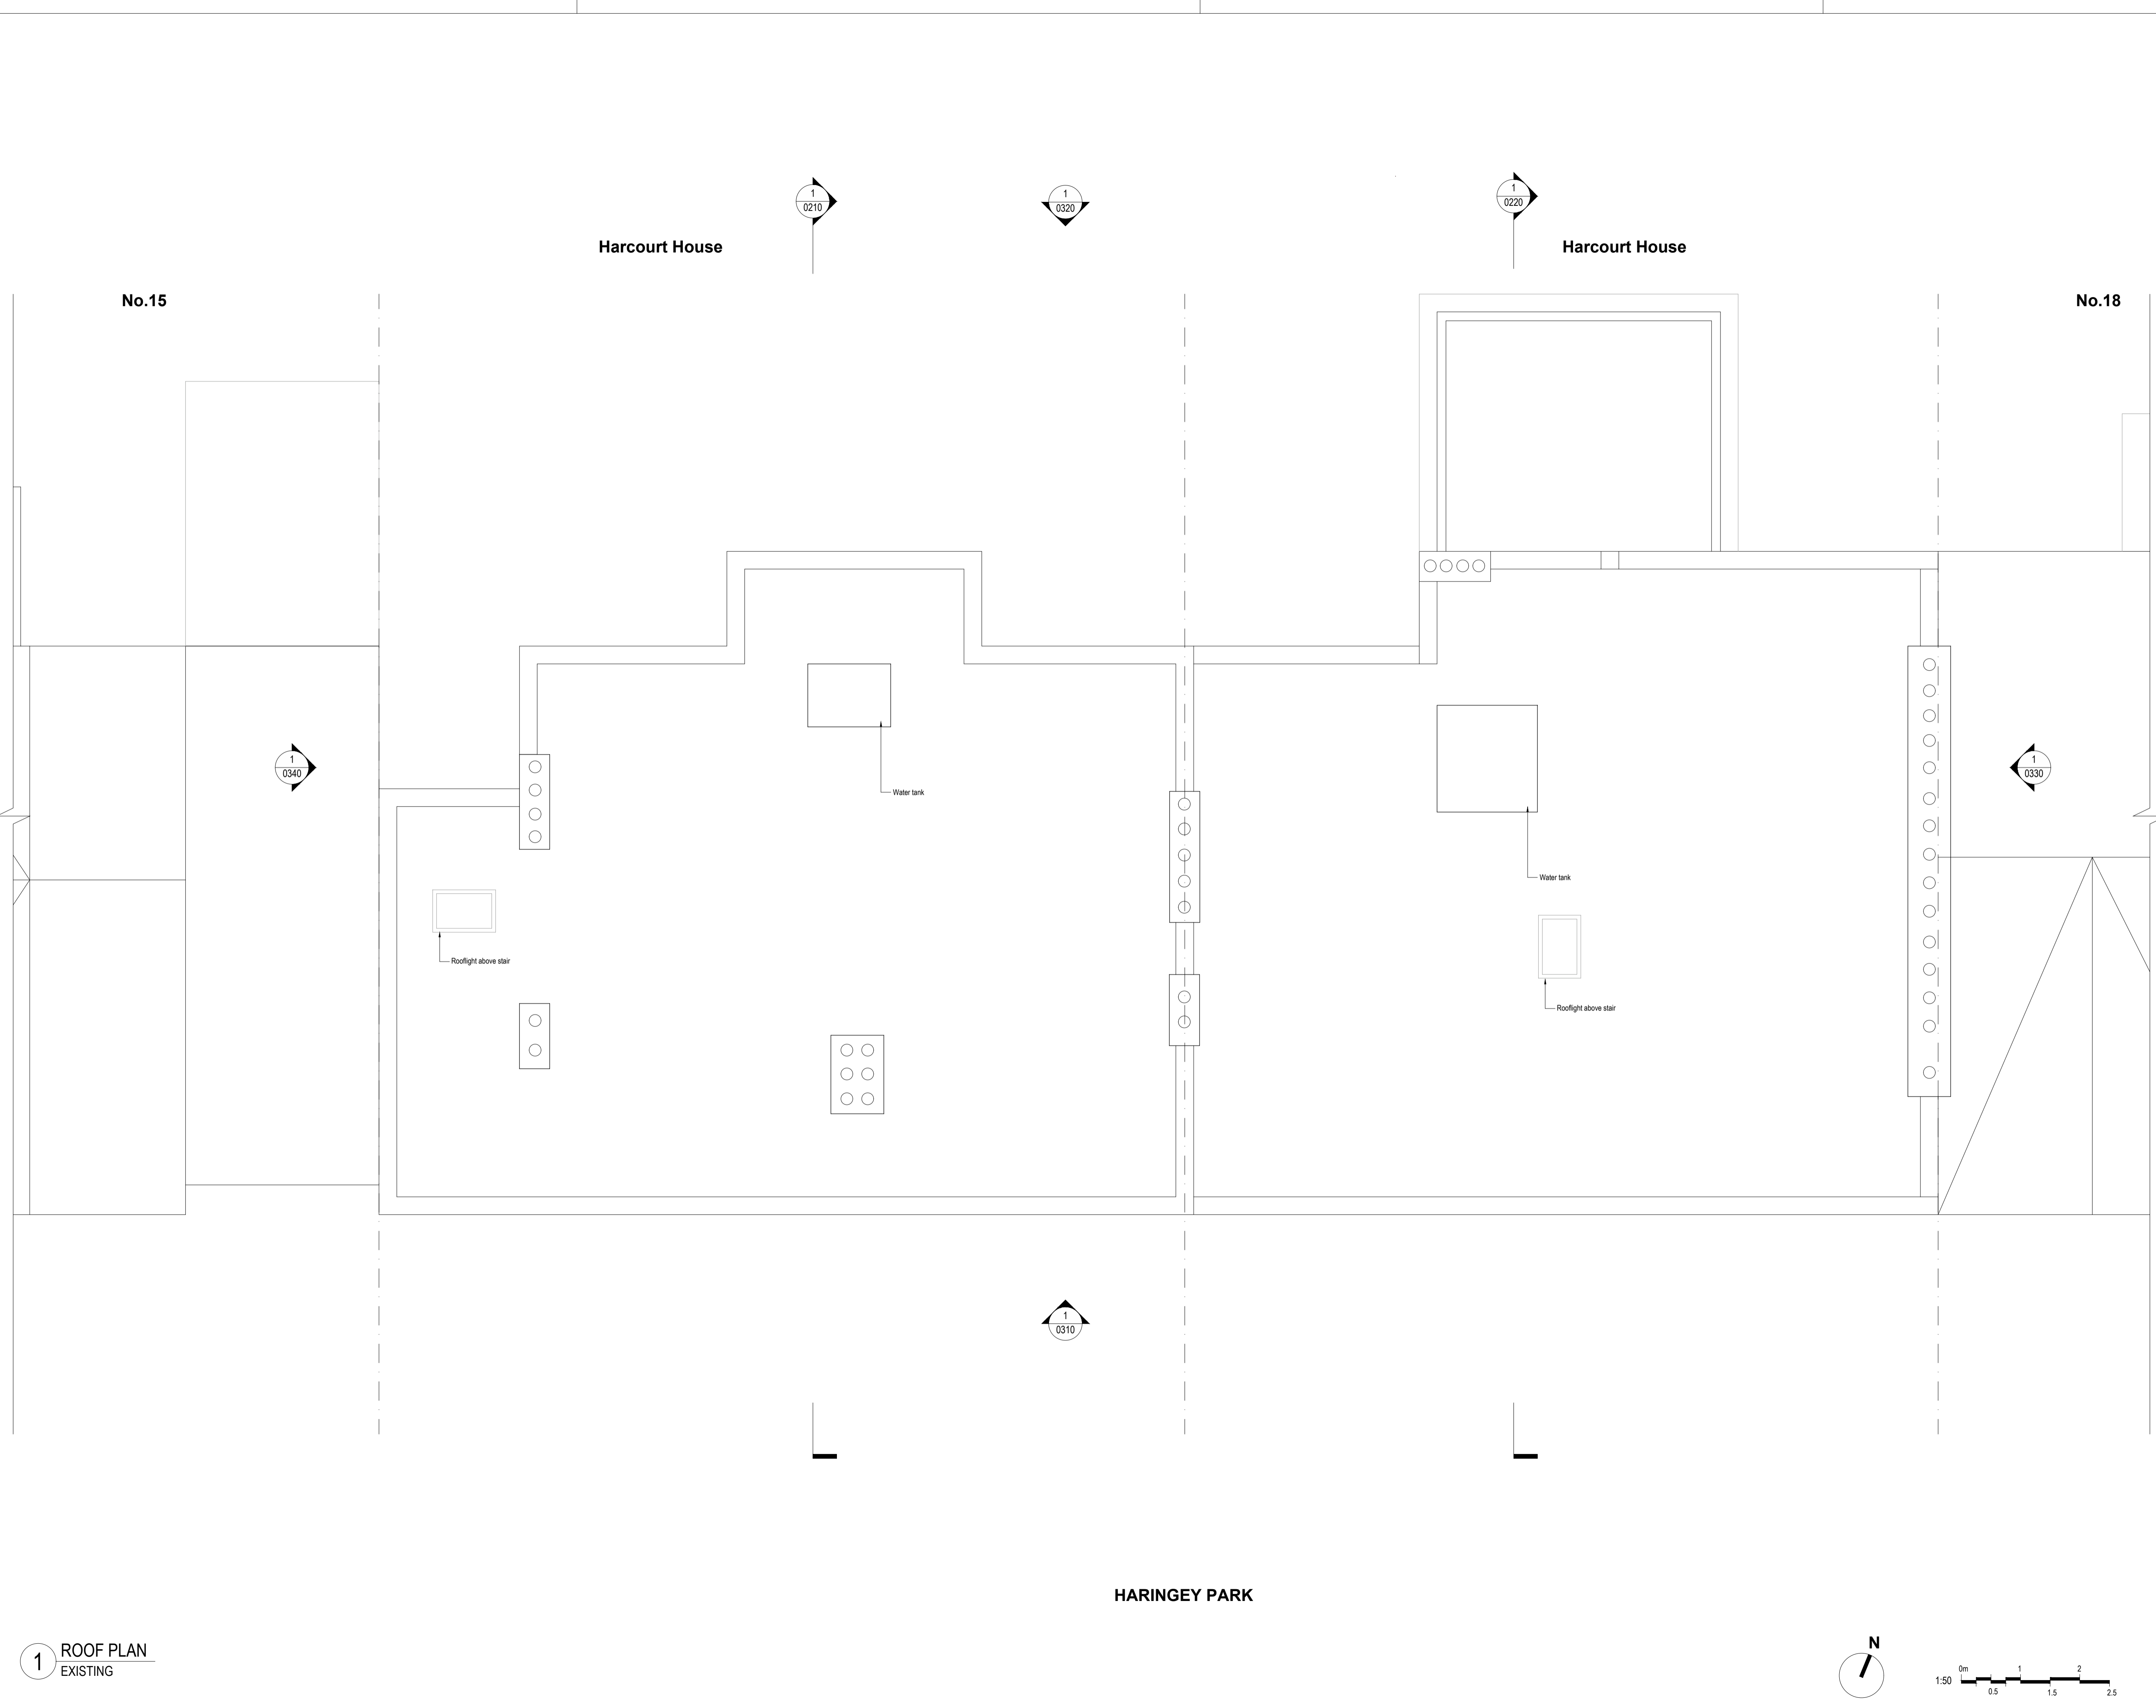 1
0210
1
0320
1
0220
Harcourt House
Harcourt House
No.15
No.18
1
0340
1
0330
Water tank
Water tank
Rooflight above stair
Rooflight above stair
1
0310
HARINGEY PARK
1
ROOF PLAN
EXISTING
N
1:50
0m
1
2
0.5
1.5
2.5